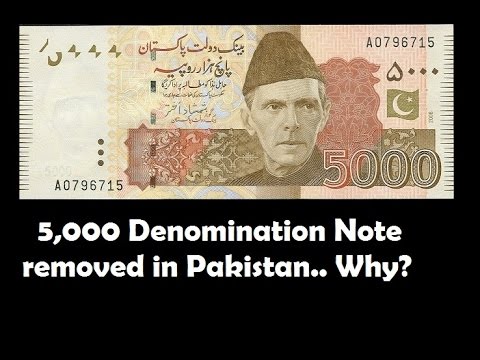 بینک دولت پاکستان
A0796715
پانچ ہزار روپیہ
۵۰۰۰
A0796715
5000
5,000 Denomination Note
removed in Pakistan.. Why?